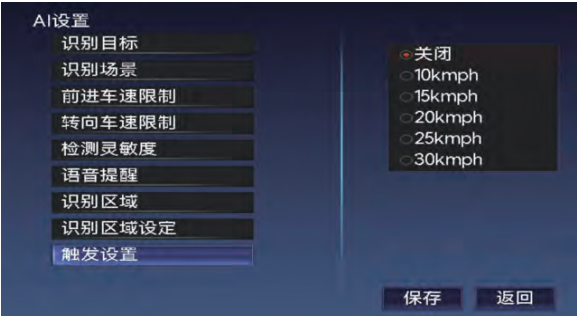 AI设置
识别目标
识别场景
前进车速限制
转向车速限制
检测灵敏度
语音提醒
识别区域
识别区域设定
触发设置
关闭
10kmph
15kmph
20kmph
25kmph
30kmph
保存
返回